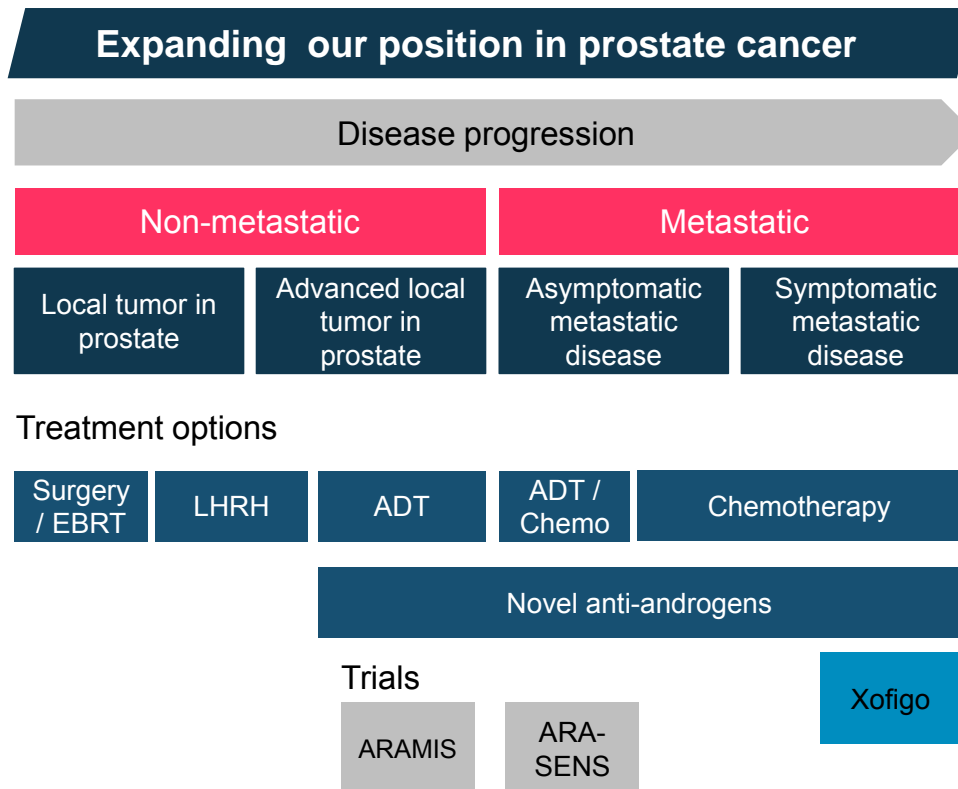 Expanding our position in prostate cancer
Disease progression
Non-metastatic
Metastatic
Local tumor in
prostate
Advanced local
tumor in
prostate
Asymptomatic
metastatic
disease
Symptomatic
metastatic
disease
Treatment options
Surgery
/ EBRT
LHRH
ADT
ADT /
Chemo
Chemotherapy
Novel anti-androgens
Trials
Xofigo
ARAMIS
ARA-
SENS